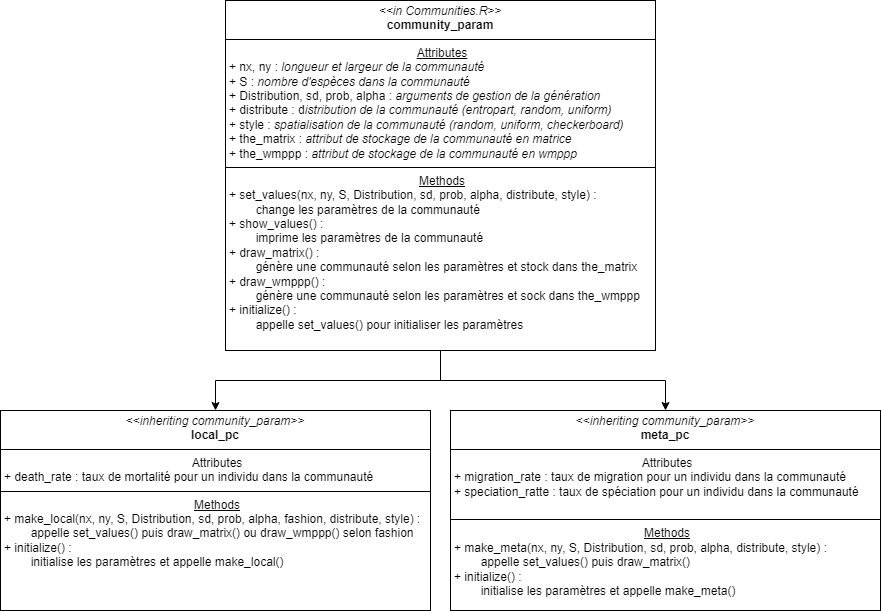 <<in Communities.R>>
community_param
Attributes
+ nx, ny : longueur et largeur de la communauté
+ S : nombre d'espèces dans la communauté
+ Distribution, sd, prob, alpha : arguments de gestion de la génération
+ distribute : distribution de la communauté (entropart, random, uniform)
+ style : spatialisation de la communauté (random, uniform, checkerboard)
+ the_matrix : attribut de stockage de la communauté en matrice
+ the_wmppp : attribut de stockage de la communauté en wmppp
Methods
+ set_values(nx, ny, S, Distribution, sd, prob, alpha, distribute, style) :
change les paramètres de la communauté
+ show_values() :
imprime les paramètres de la communauté
+ draw_matrix() :
génère une communauté selon les paramètres et stock dans the_matrix
+ draw_wmppp() :
génère une communauté selon les paramètres et sock dans the_wmppp
+ initialize() :
appelle set_values() pour initialiser les paramètres
<<inheriting community_param>>
local_pc
Attributes
+ death_rate : taux de mortalité pour un individu dans la communauté
Methods
+ make_local(nx, ny, S, Distribution, sd, prob, alpha, fashion, distribute, style) :
appelle set_values() puis draw_matrix() ou draw_wmppp() selon fashion
+ initialize() :
initialise les paramètres et appelle make_local()
<<inheriting community_param>>
meta_pc
Attributes
+ migration_rate : taux de migration pour un individu dans la communauté
+ speciation_ratte : taux de spéciation pour un individu dans la communauté
Methods
+ make_meta(nx, ny, S, Distribution, sd, prob, alpha, distribute, style) :
appelle set_values() puis draw_matrix()
+ initialize() :
initialise les paramètres et appelle make_meta()